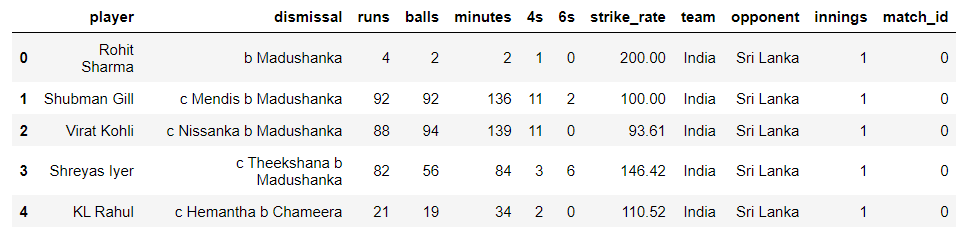 player dismissal runs balls minutes 4s 6s strike_rate team opponent innings match_id
0 Rohit Sharma b Madushanka 4 2 2 1 0 200.00 India Sri Lanka 1 0
1 Shubman Gill c Mendis b Madushanka 92 92 136 11 2 100.00 India Sri Lanka 1 0
2 Virat Kohli c Nissanka b Madushanka 88 94 139 11 0 93.61 India Sri Lanka 1 0
3 Shreyas Iyer c Theekshana b Madushanka 82 56 84 3 6 146.42 India Sri Lanka 1 0
4 KL Rahul c Hemantha b Chameera 21 19 34 2 0 110.52 India Sri Lanka 1 0